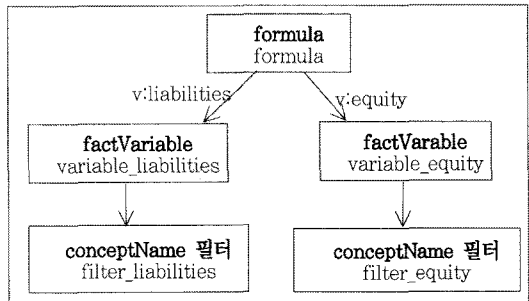 formula
formula
v:liabilities
v:equity
factVariable
variable_liabilities
factVarable
variable_equity
conceptName 필터
filter_liabilities
conceptName 필터
filter_equity